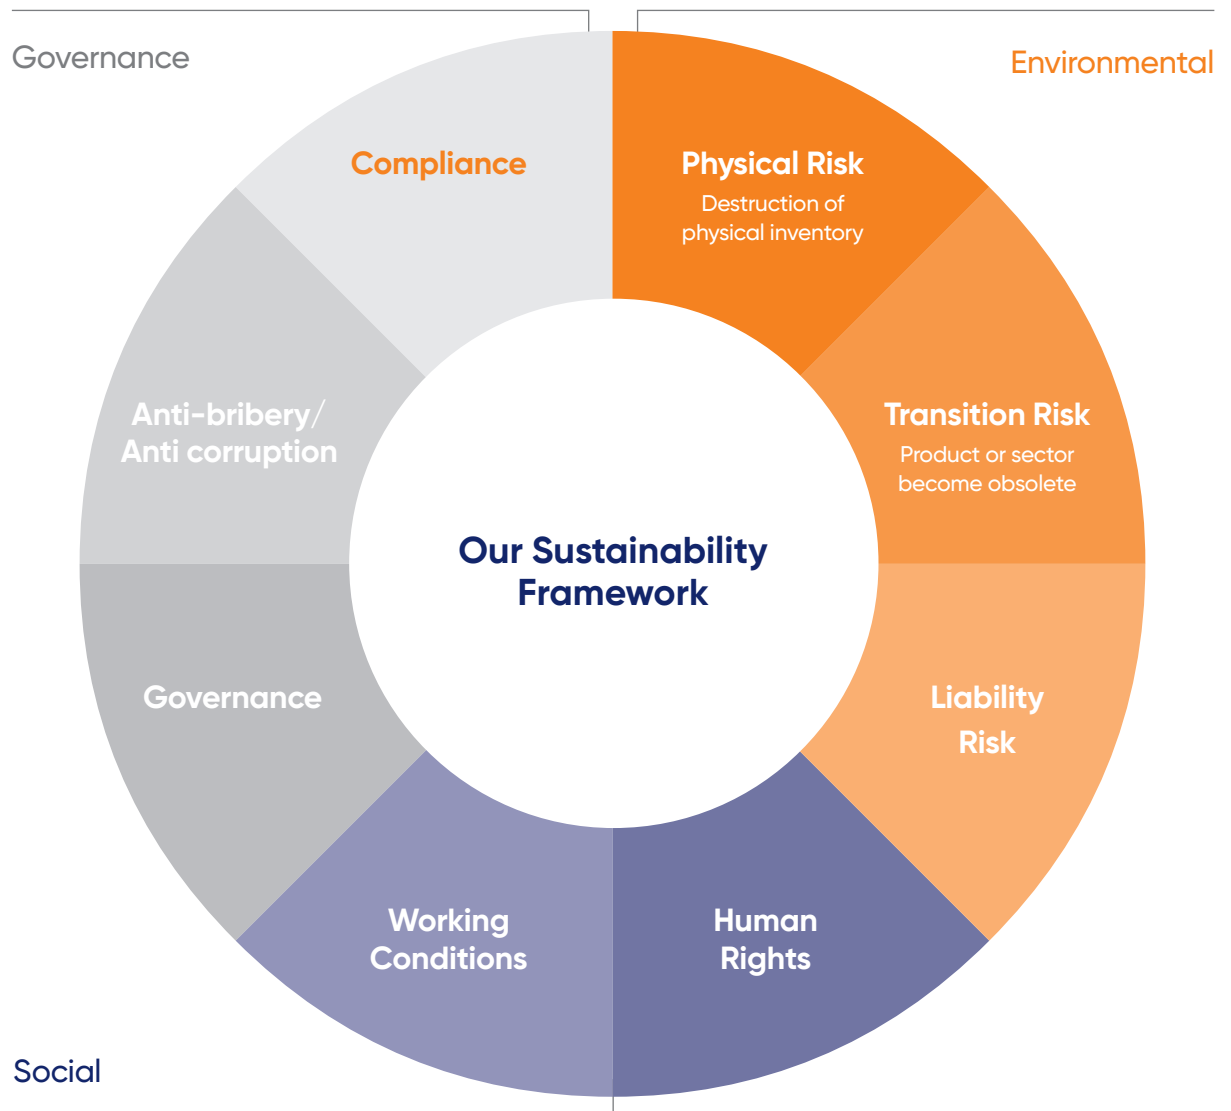 Governance
Environmental
Compliance
Physical Risk
Destruction of
physical inventory
Anti-bribery/
Anti corruption
Transition Risk
Product or sector
become obsolete
Our Sustainability
Framework
Governance
Liability
Risk
Working
Conditions
Human
Rights
Social